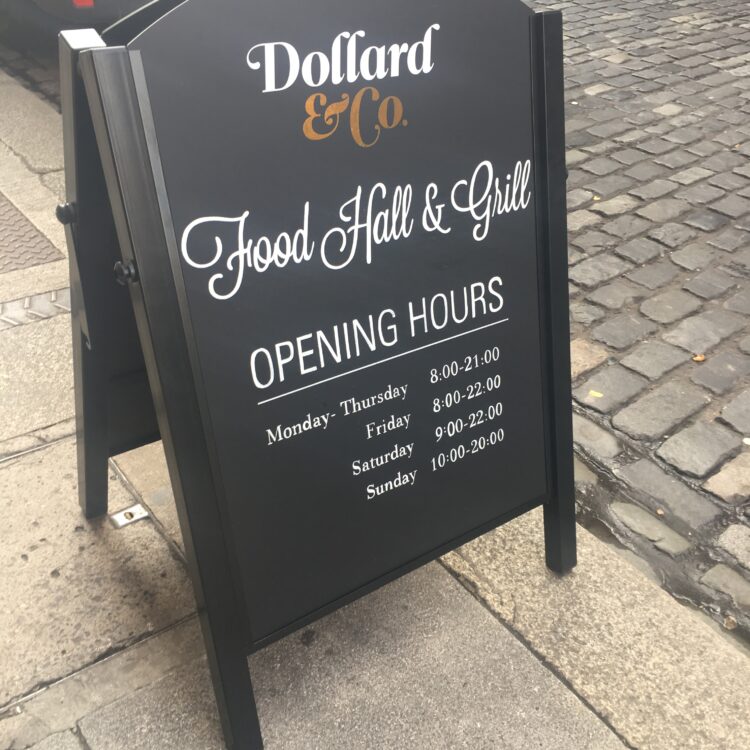 Dollard
& Co.
Food Hall & Grill
OPENING HOURS
Monday- Thursday 8:00-21:00
Friday 8:00-22:00
Saturday 9:00-22:00
Sunday 10:00-20:00